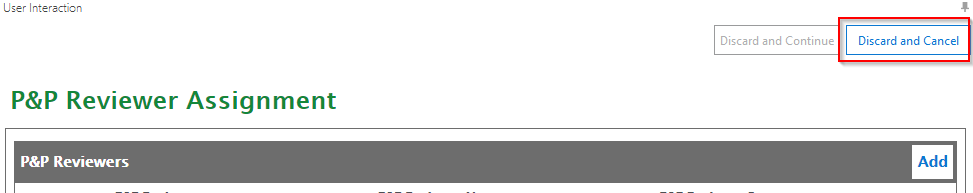 User Interaction
Discard and Continue Discard and Cancel
P&P Reviewer Assignment
P&P Reviewers Add